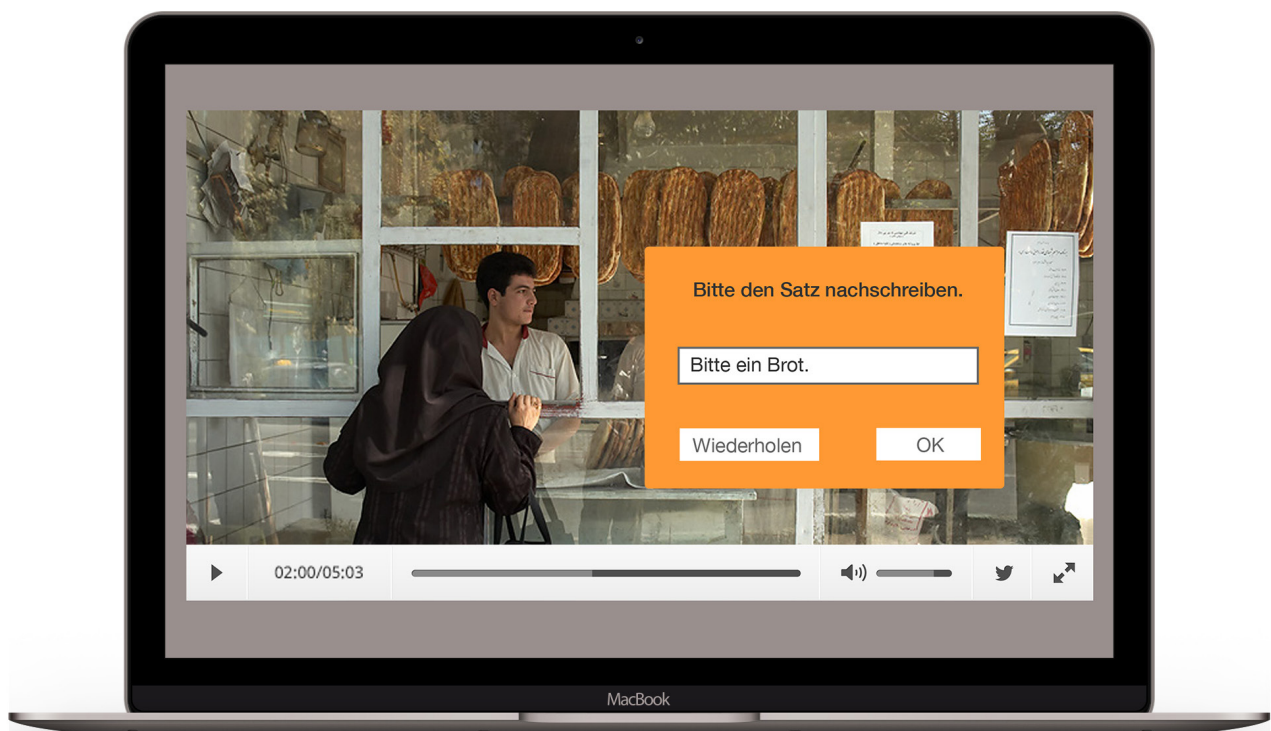 Bitte den Satz nachschreiben.
Bitte ein Brot.
Wiederholen
OK
02:00/05:03
MacBook